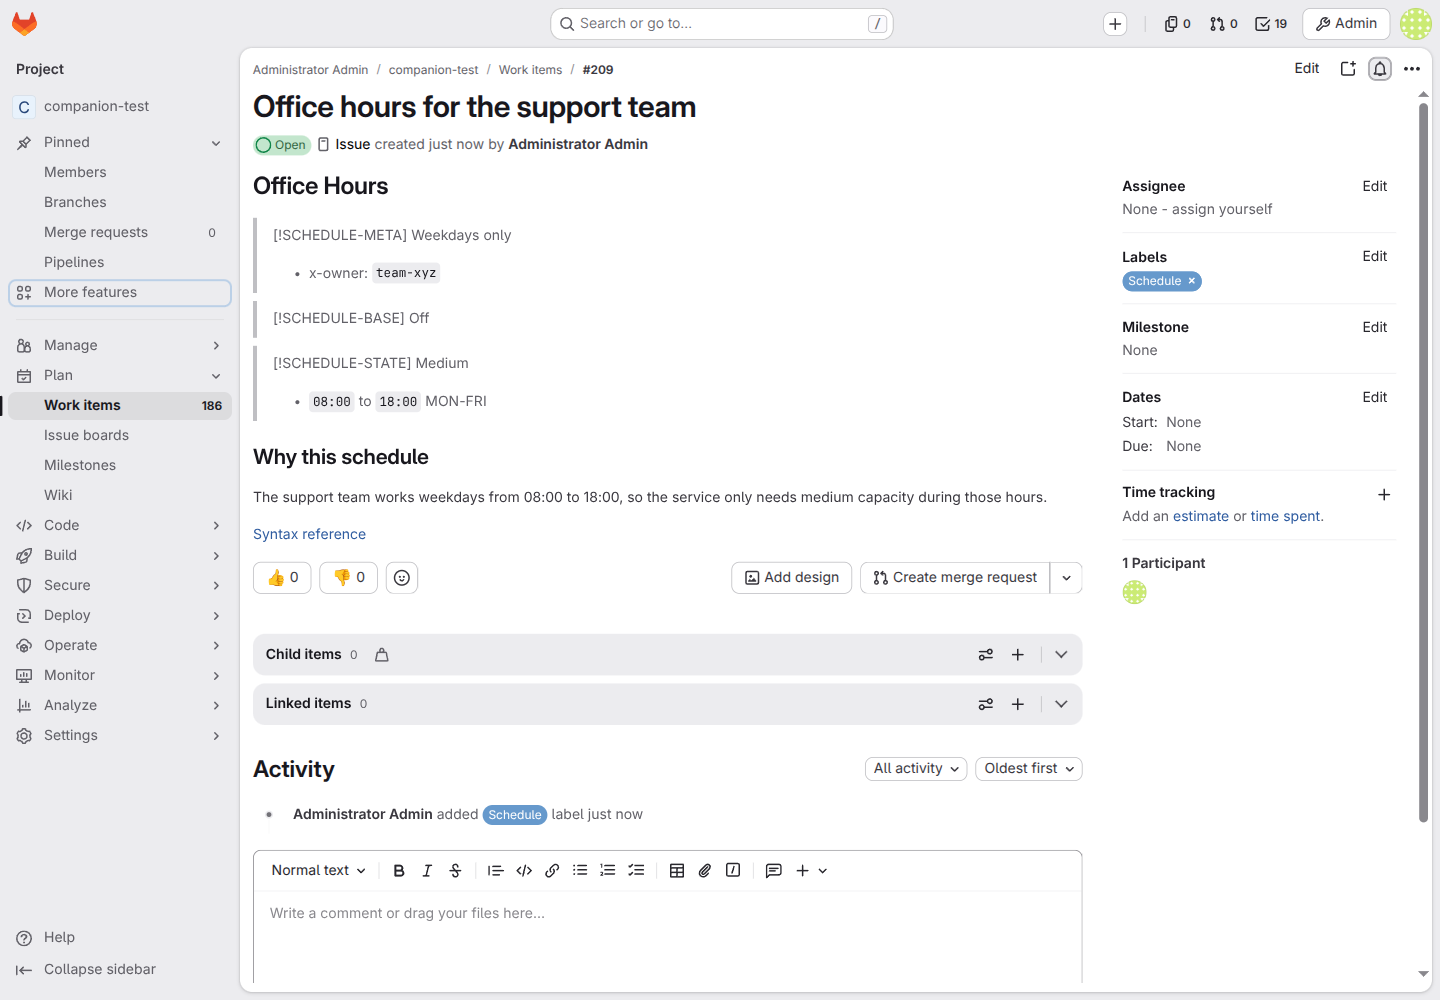 Search or go to...
/
0
0
19
Admin
Project
C
companion-test
Pinned
Members
Branches
Merge requests
0
Pipelines
More features
Manage
Plan
Work items
186
Issue boards
Milestones
Wiki
Code
Build
Secure
Deploy
Operate
Monitor
Analyze
Settings
Help
Collapse sidebar
Administrator Admin / companion-test / Work items / #209
Edit
Office hours for the support team
Open Issue created just now by Administrator Admin
Office Hours
[!SCHEDULE-META] Weekdays only
• x-owner: team-xyz
[!SCHEDULE-BASE] Off
[!SCHEDULE-STATE] Medium
• 08:00 to 18:00 MON-FRI
Why this schedule
The support team works weekdays from 08:00 to 18:00, so the service only needs medium capacity during those hours.
Syntax reference
👍 0
👎 0
Add design
Create merge request
Child items 0
Linked items 0
Activity
All activity
Oldest first
Administrator Admin added Schedule label just now
Normal text
Write a comment or drag your files here...
Assignee
Edit
None - assign yourself
Labels
Edit
Schedule ×
Milestone
Edit
None
Dates
Edit
Start: None
Due: None
Time tracking
Add an estimate or time spent.
1 Participant